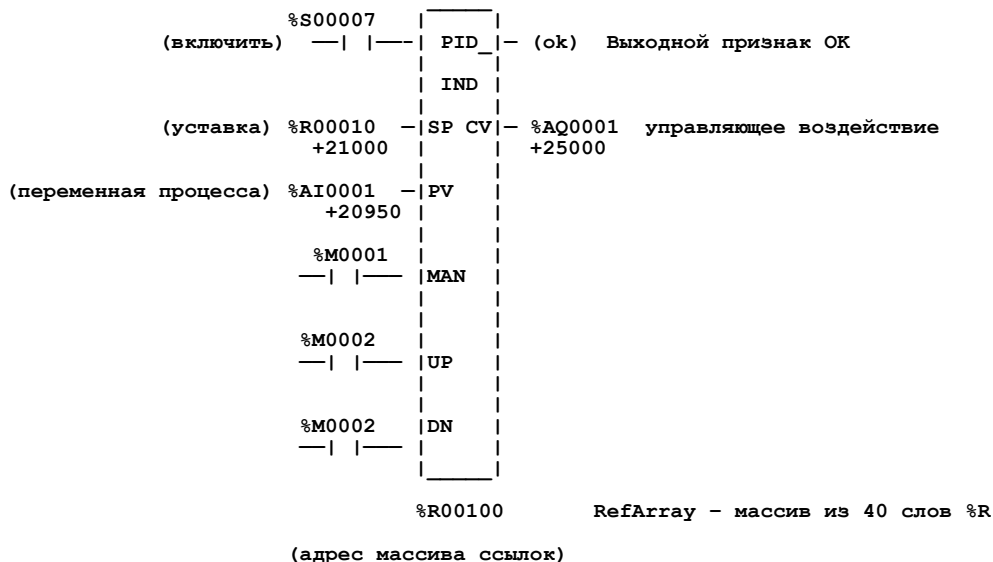 %S00007
(включить) —| |—-| PID_|— (ok) Выходной признак ОК
IND
(уставка) %R00010 —|SP CV|— %AQ0001 управляющее воздействие
+21000 +25000
(переменная процесса) %AI0001 —|PV
+20950
%M0001
—| |—— |MAN
%M0002
—| |—— |UP
%M0002 |DN
—| |——
%R00100 RefArray – массив из 40 слов %R
(адрес массива ссылок)